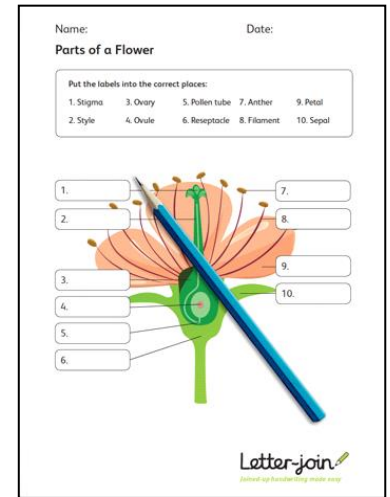 Name: Date:
Parts of a Flower
Put the labels into the correct places:
1. Stigma 3. Ovary 5. Pollen tube 7. Anther 9. Petal
2. Style 4. Ovule 6. Reseptacle 8. Filament 10. Sepal
1. 7.
2. 8.
3. 9.
4. 10.
5.
6.
Letter-join
Joined-up handwriting made easy